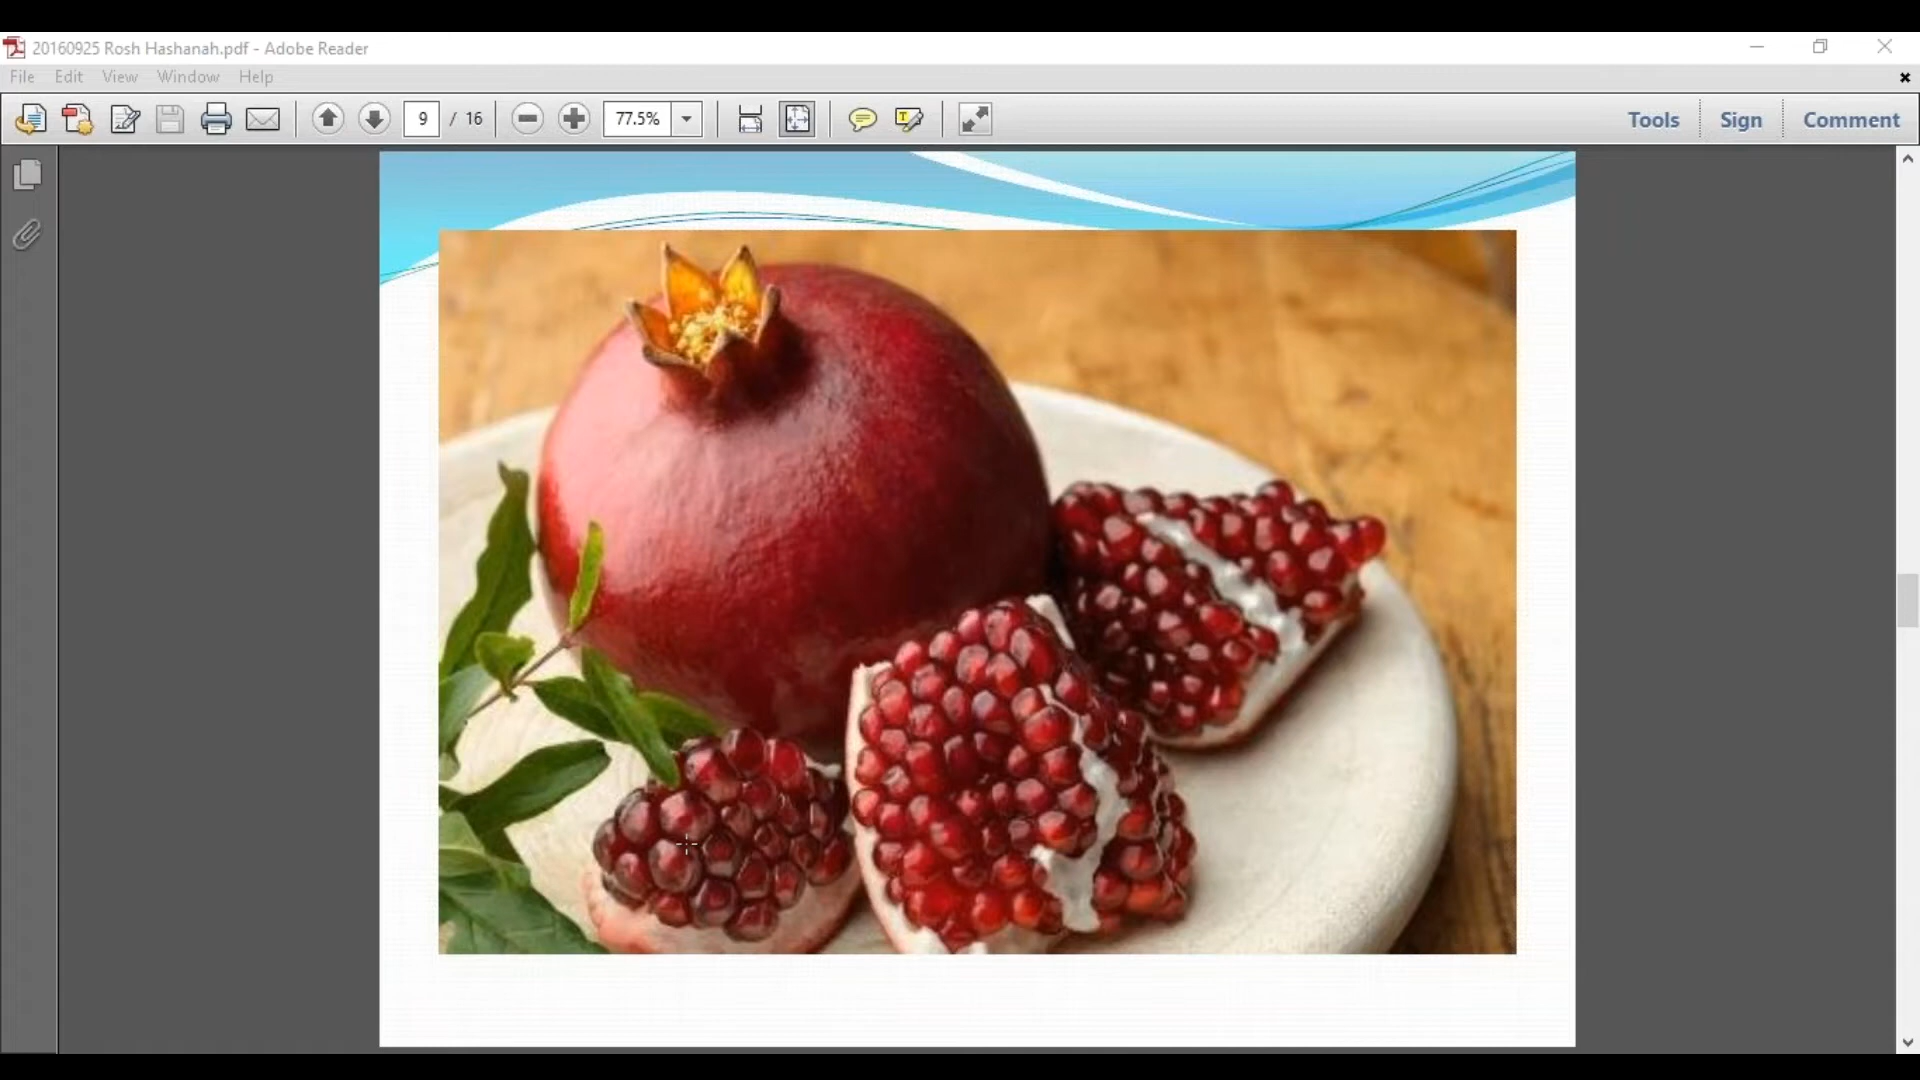 20160925 Rosh Hashanah.pdf - Adobe Reader
File Edit View Window Help
9 / 16 77.5% Tools Sign Comment